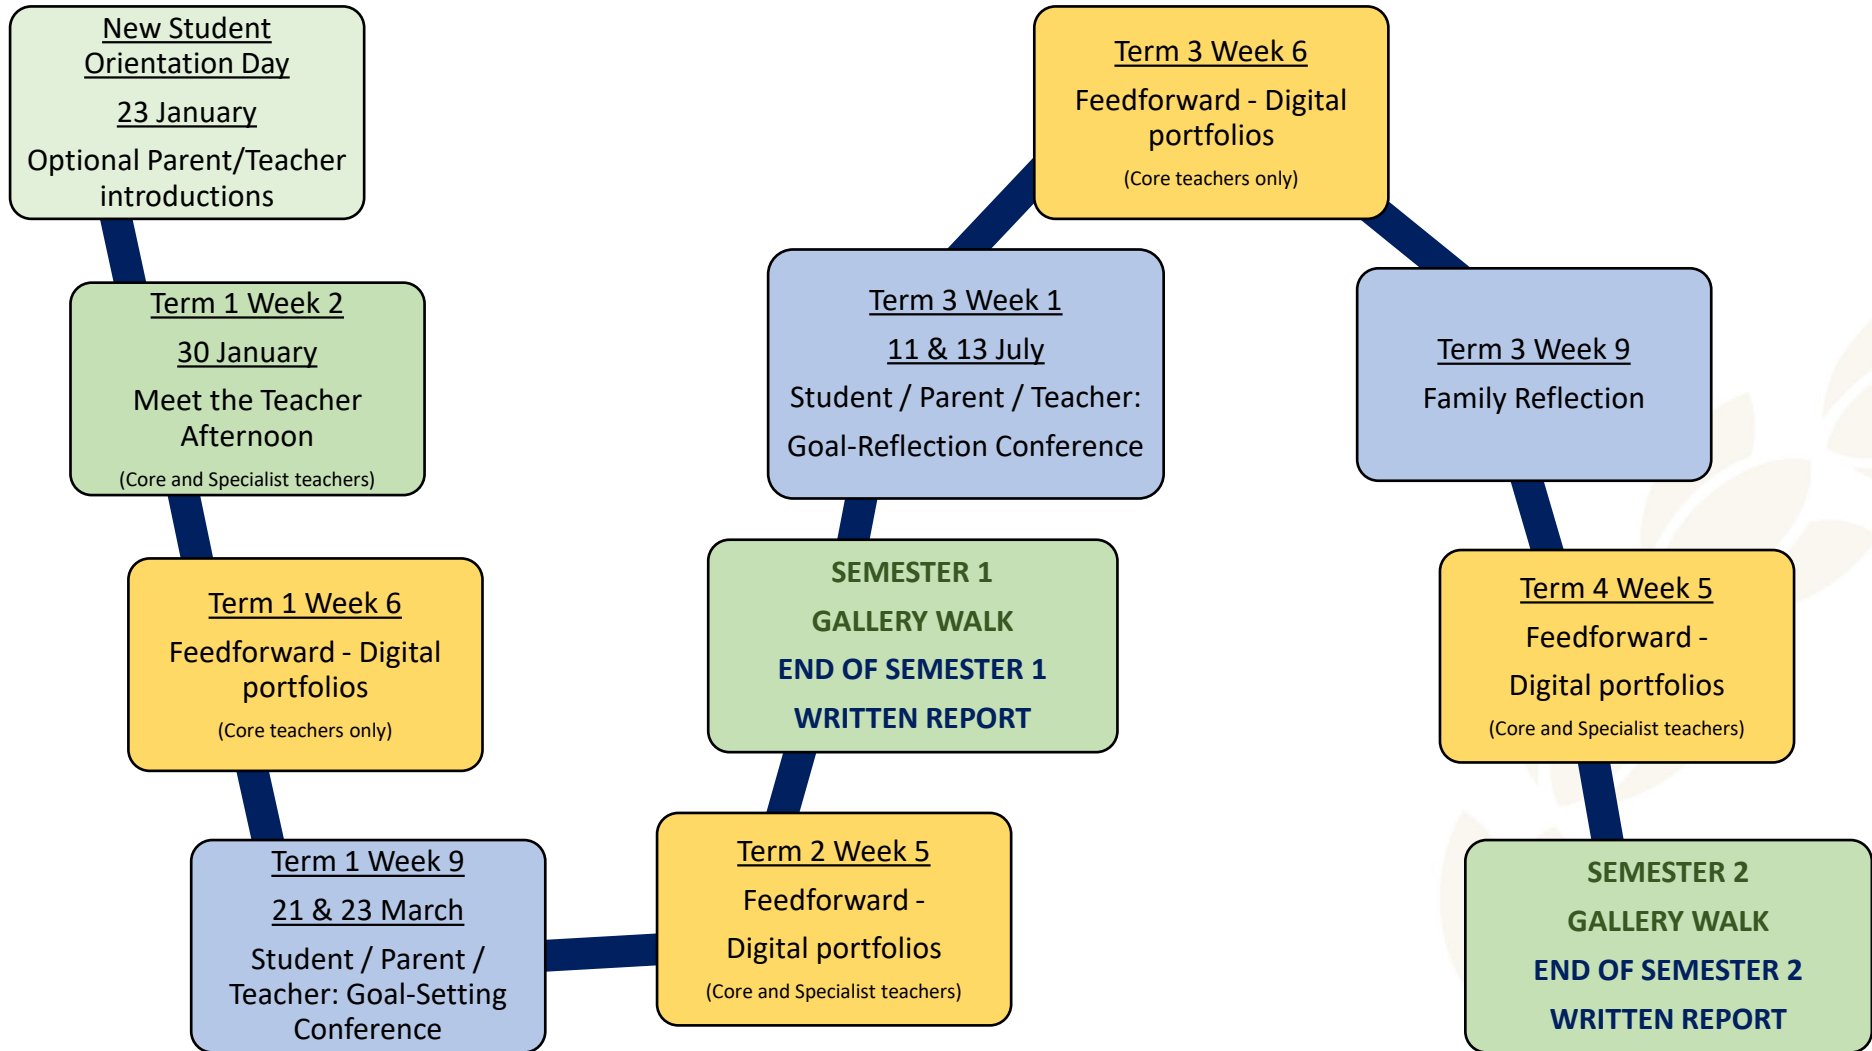 New Student
Orientation Day
23 January
Optional Parent/Teacher
introductions
Term 1 Week 2
30 January
Meet the Teacher
Afternoon
(Core and Specialist teachers)
Term 1 Week 6
Feedforward - Digital
portfolios
(Core teachers only)
Term 1 Week 9
21 & 23 March
Student / Parent /
Teacher: Goal-Setting
Conference
Term 2 Week 5
Feedforward -
Digital portfolios
(Core and Specialist teachers)
SEMESTER 1
GALLERY WALK
END OF SEMESTER 1
WRITTEN REPORT
Term 3 Week 1
11 & 13 July
Student / Parent / Teacher:
Goal-Reflection Conference
Term 3 Week 6
Feedforward - Digital
portfolios
(Core teachers only)
Term 3 Week 9
Family Reflection
Term 4 Week 5
Feedforward -
Digital portfolios
(Core and Specialist teachers)
SEMESTER 2
GALLERY WALK
END OF SEMESTER 2
WRITTEN REPORT